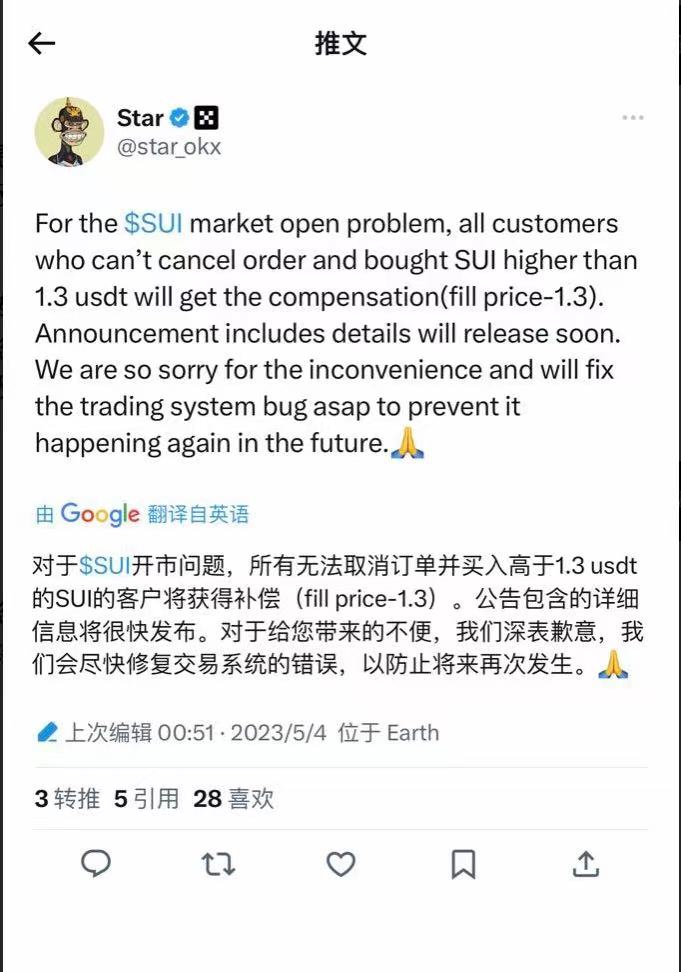 推文
Star
@star_okx
For the $SUI market open problem, all customers
who can’t cancel order and bought SUI higher than
1.3 usdt will get the compensation(fill price-1.3).
Announcement includes details will release soon.
We are so sorry for the inconvenience and will fix
the trading system bug asap to prevent it
happening again in the future.🙏
由 Google 翻译自英语
对于$SUI开市问题，所有无法取消订单并买入高于1.3 usdt
的SUI的客户将获得补偿（fill price-1.3）。公告包含的详细
信息将很快发布。对于给您带来的不便，我们深表歉意，我
们会尽快修复交易系统的错误，以防止将来再次发生。🙏
上次编辑 00:51 · 2023/5/4 位于 Earth
3 转推 5 引用 28 喜欢